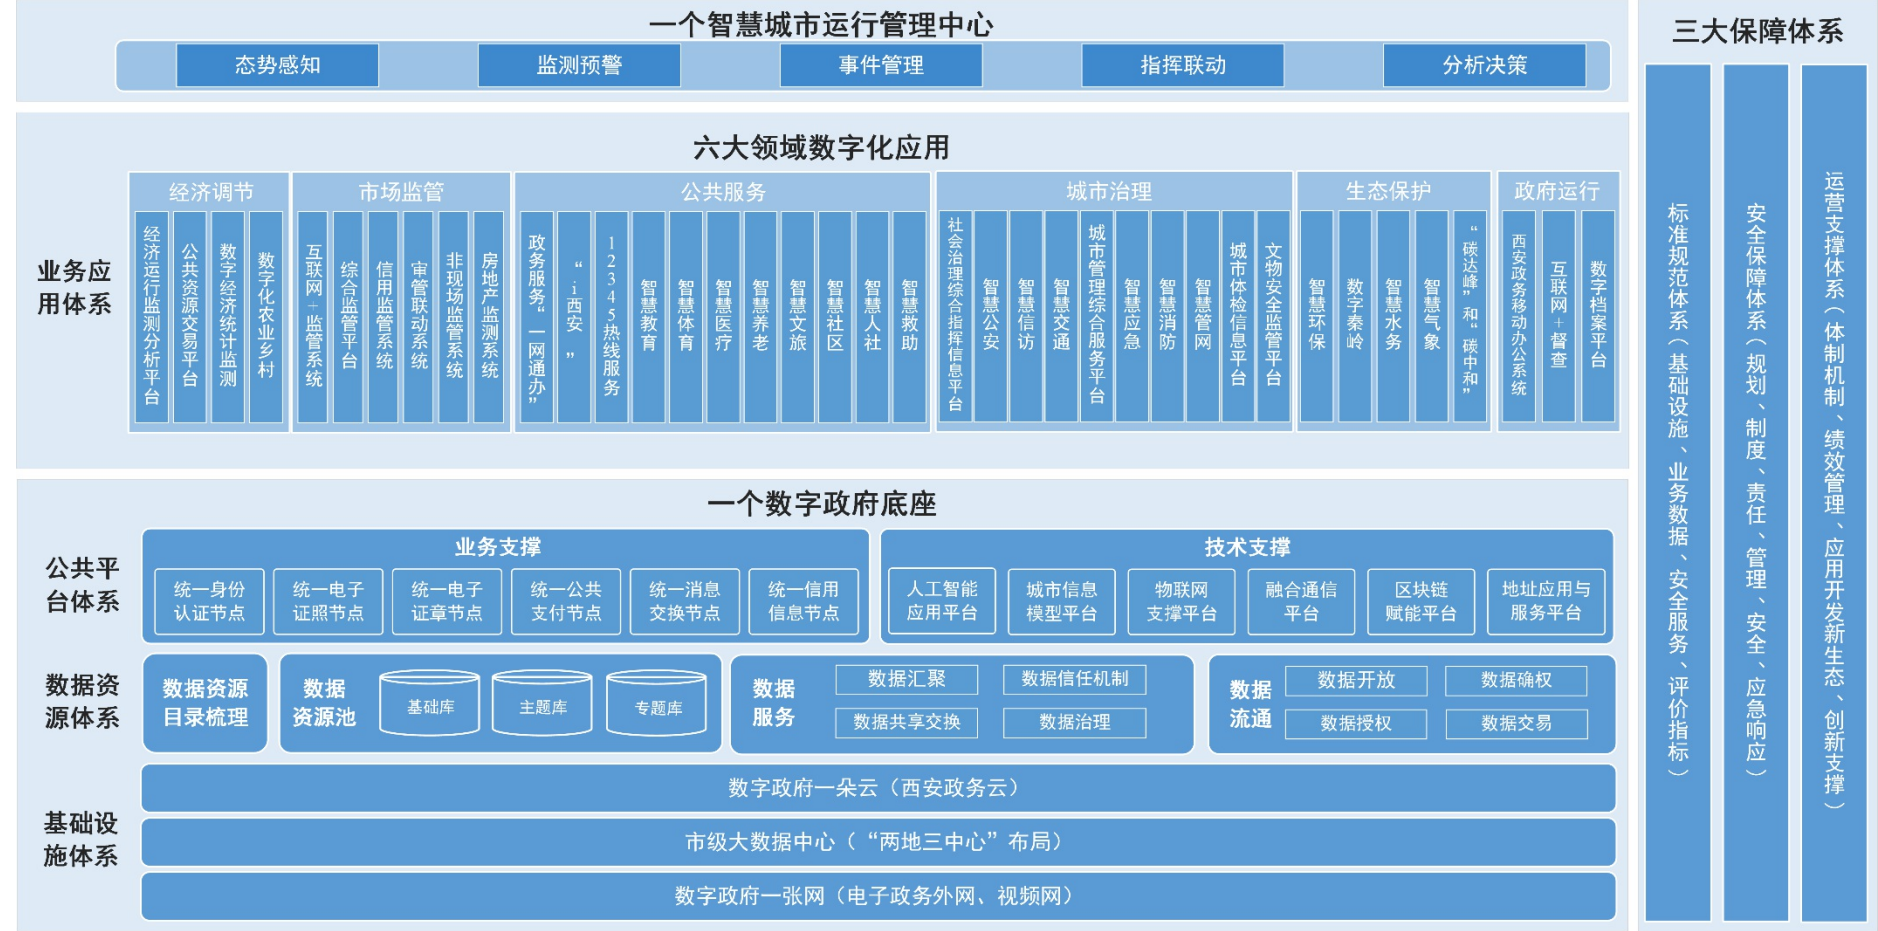 一个智慧城市运行管理中心
态势感知
监测预警
事件管理
指挥联动
分析决策
业务应
用体系
六大领域数字化应用
经济调节
经济运行监测分析平台
公共资源交易平台
数字经济统计监测
数字化农业乡村
市场监管
互联网+监管系统
综合监管平台
信用监管系统
审管联动系统
非现场监管系统
房地产监测系统
公共服务
政务服务“一网通办”
“i西安”
12345热线服务
智慧教育
智慧体育
智慧医疗
智慧养老
智慧文旅
智慧社区
智慧人社
智慧救助
城市治理
社会治理综合指挥信息平台
智慧公安
智慧信访
智慧交通
城市管理综合服务平台
智慧应急
智慧消防
智慧管网
城市体检信息平台
文物安全监管平台
生态保护
智慧环保
数字秦岭
智慧水务
智慧气象
“碳达峰”和“碳中和”
政府运行
西安政务移动办公系统
互联网+督查
数字档案平台
一个数字政府底座
公共平
台体系
业务支撑
统一身份
认证节点
统一电子
证照节点
统一电子
证章节点
统一公共
支付节点
统一消息
交换节点
统一信用
信息节点
技术支撑
人工智能
应用平台
城市信息
模型平台
物联网
支撑平台
融合通信
平台
区块链
赋能平台
地址应用与
服务平台
数据资
源体系
数据资源
目录梳理
数据
资源池
基础库
主题库
专题库
数据
服务
数据汇聚
数据信任机制
数据共享交换
数据治理
数据
流通
数据开放
数据确权
数据授权
数据交易
基础设
施体系
数字政府一朵云（西安政务云）
市级大数据中心（“两地三中心”布局）
数字政府一张网（电子政务外网、视频网）
三大保障体系
标准规范体系（基础设施、业务数据、安全服务、评价指标）
安全保障体系（规划、制度、责任、管理、安全、应急响应）
运营支撑体系（体制机制、绩效管理、应用开发新生态、创新支撑）